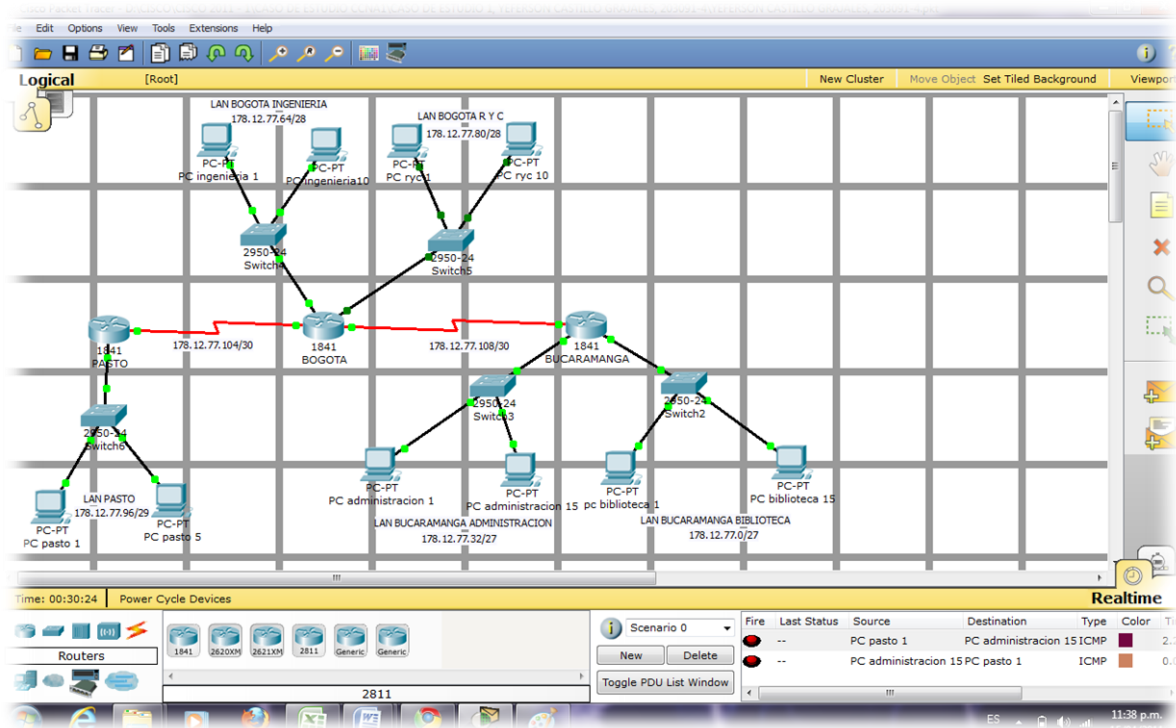 Edit Options View Tools Extensions Help
Logical [Root] New Cluster Move Object Set Tiled Background Viewport
LAN BOGOTA INGENIERIA
178.12.77.64/28
LAN BOGOTA R Y C
178.12.77.80/28
PC-PT
PC ingenieria 1
PC-PT
PC ingenieria10
PC-PT
PC ryc 1
PC-PT
PC ryc 10
2950-24
Switch4
2950-24
Switch5
1841
PASTO
178.12.77.104/30
1841
BOGOTA
178.12.77.108/30
1841
BUCARAMANGA
2950-24
Switch6
2950-24
Switch3
2950-24
Switch2
PC-PT
PC pasto 1
LAN PASTO
178.12.77.96/29
PC-PT
PC pasto 5
PC-PT
PC administracion 1
PC-PT
PC administracion 15
PC-PT
pc biblioteca 1
PC-PT
PC biblioteca 15
LAN BUCARAMANGA ADMINISTRACION
178.12.77.32/27
LAN BUCARAMANGA BIBLIOTECA
178.12.77.0/27
Time: 00:30:24 Power Cycle Devices Realtime
Routers
1841 2620XM 2621XM 2811 Generic Generic
2811
Scenario 0
New Delete
Toggle PDU List Window
Fire Last Status Source Destination Type Color
-- PC pasto 1 PC administracion 15 ICMP
-- PC administracion 15 PC pasto 1 ICMP
ES 11:38 p.m.